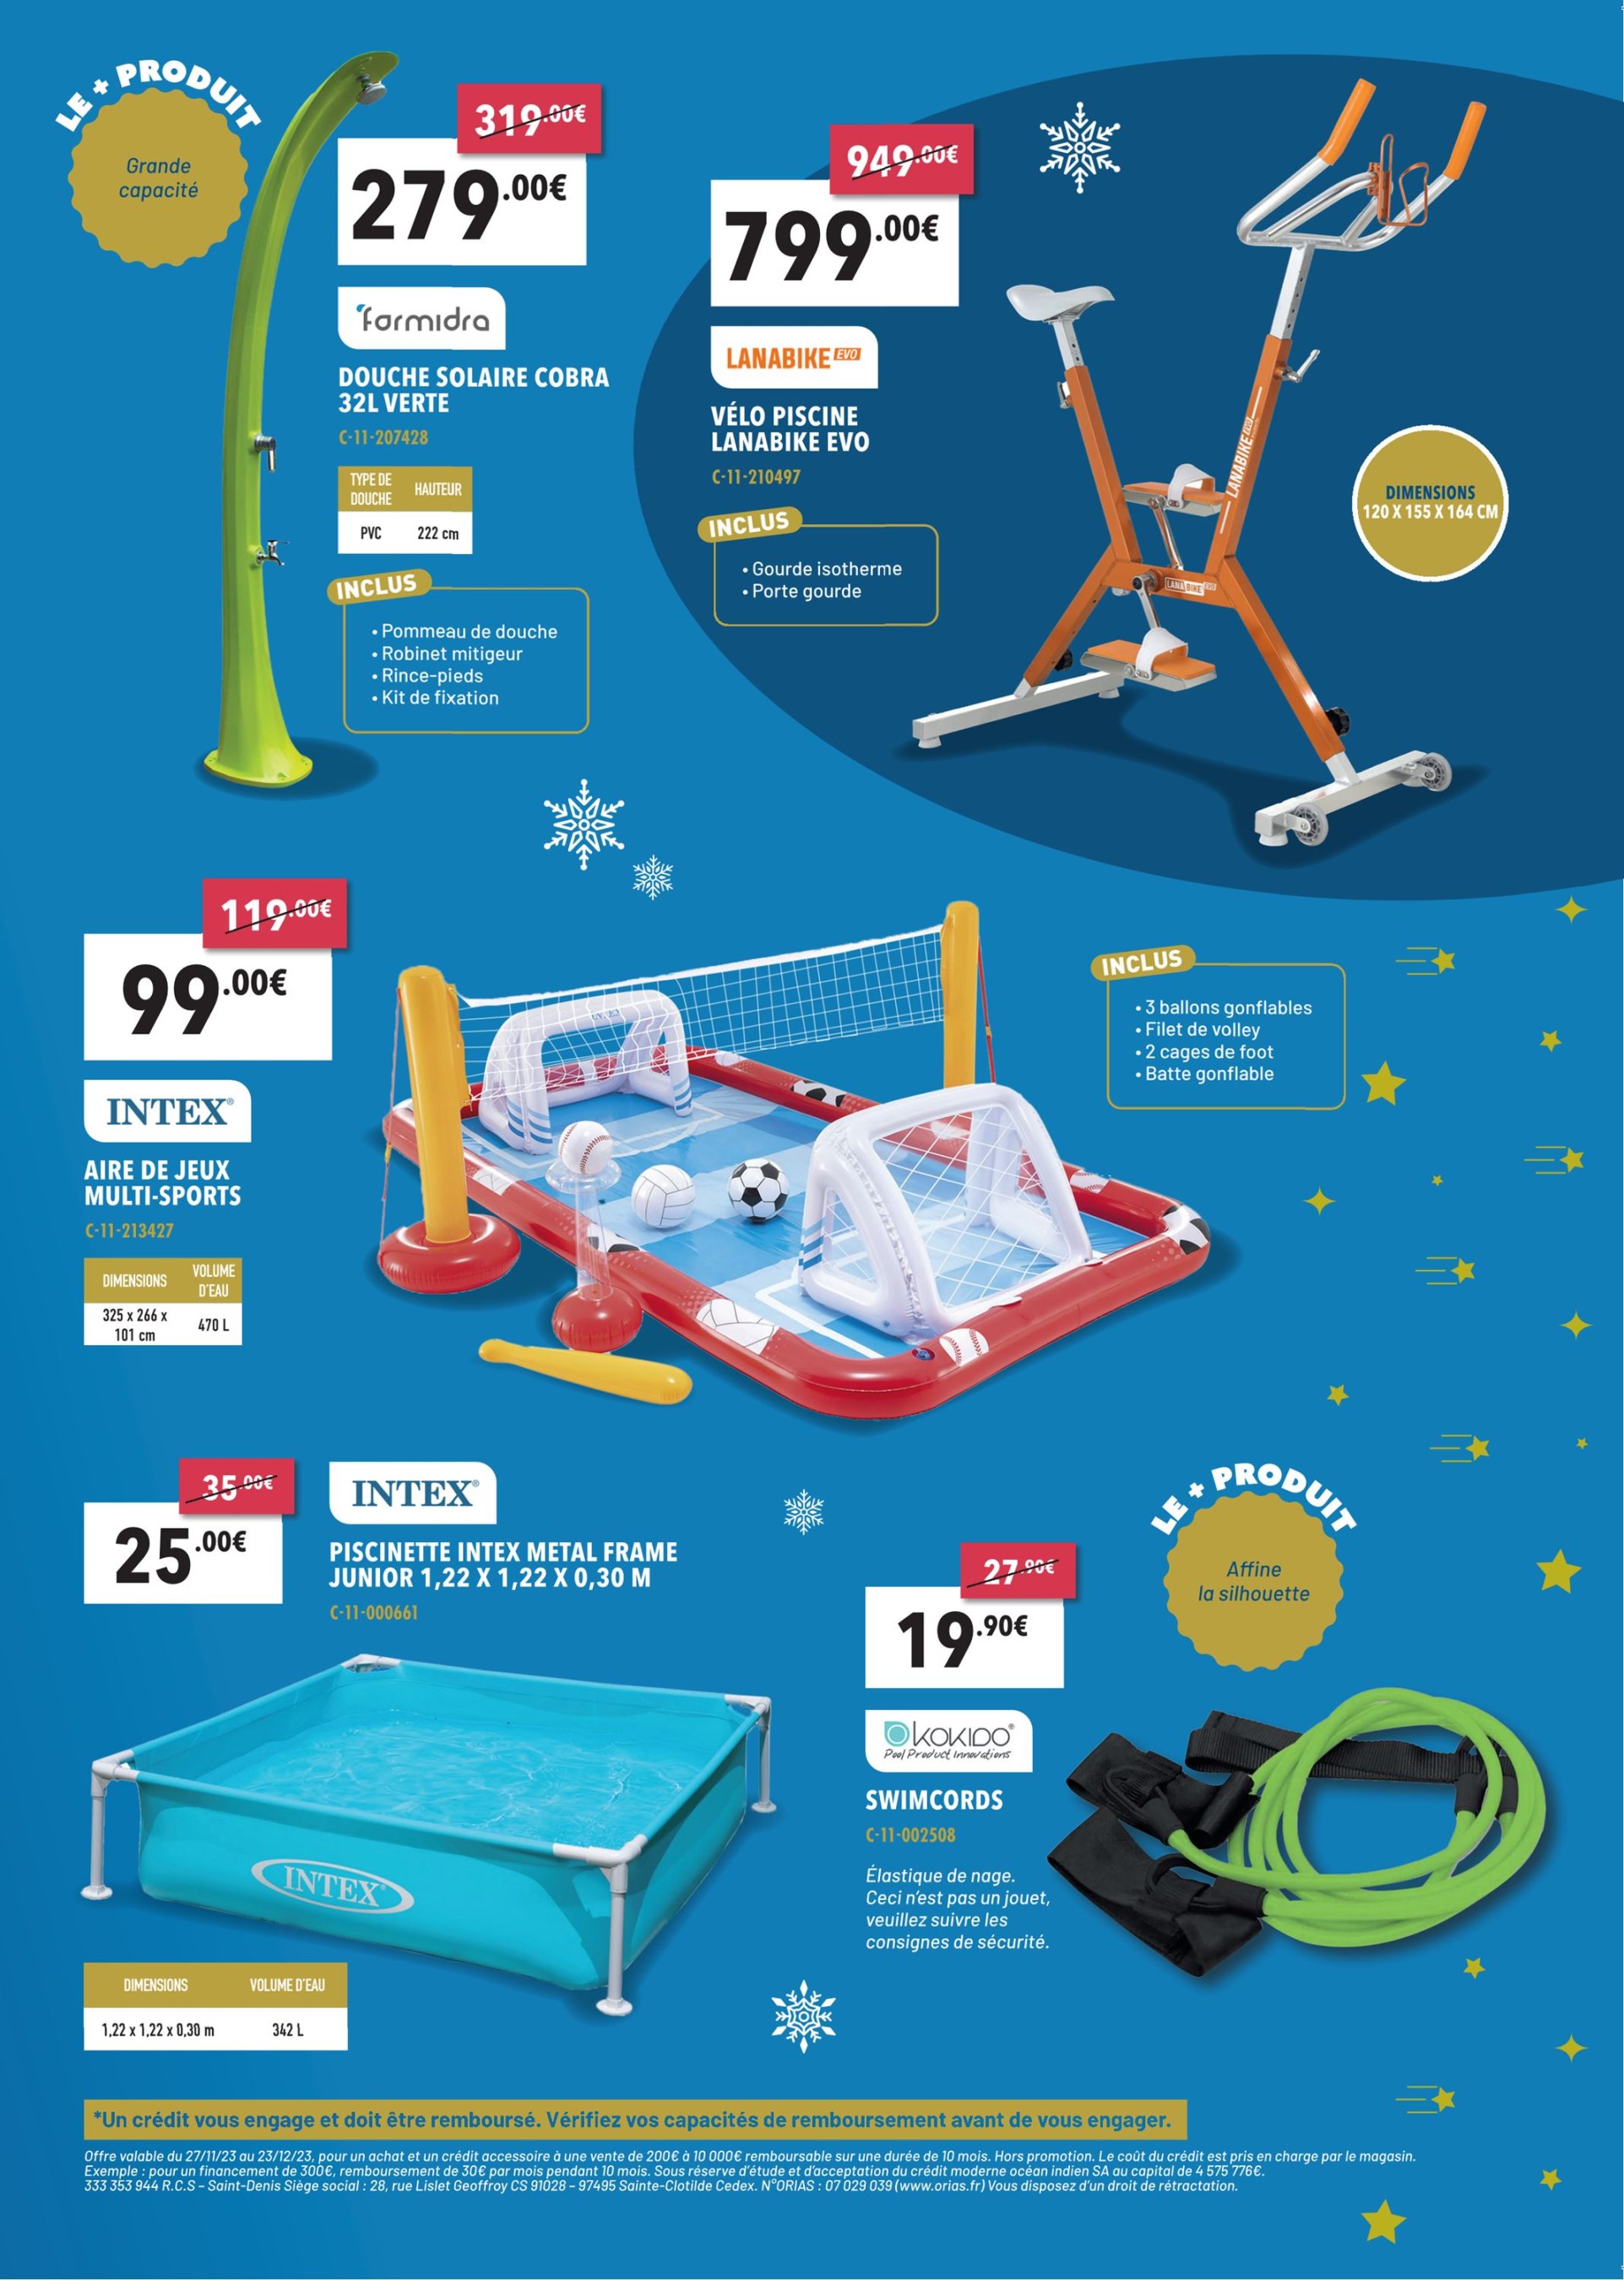 LE + PRODUIT
Grande
capacité
319.00€
279.00€
formidra
DOUCHE SOLAIRE COBRA
32L VERTE
C-11-207428
TYPE DE
DOUCHE
HAUTEUR
PVC
222 cm
INCLUS
• Pommeau de douche
• Robinet mitigeur
• Rince-pieds
• Kit de fixation
949.00€
799.00€
LANABIKE EVO
VÉLO PISCINE
LANABIKE EVO
C-11-210497
INCLUS
• Gourde isotherme
• Porte gourde
LANABIKE EVO
LANABIKE EVO
DIMENSIONS
120 X 155 X 164 CM
119.00€
99.00€
INTEX®
AIRE DE JEUX
MULTI-SPORTS
C-11-213427
DIMENSIONS
VOLUME
D'EAU
325 x 266 x
101 cm
470 L
INTEX
INCLUS
• 3 ballons gonflables
• Filet de volley
• 2 cages de foot
• Batte gonflable
35.00€
25.00€
INTEX®
PISCINETTE INTEX METAL FRAME
JUNIOR 1,22 X 1,22 X 0,30 M
C-11-000661
INTEX®
DIMENSIONS
VOLUME D'EAU
1,22 x 1,22 x 0,30 m
342 L
LE + PRODUIT
Affine
la silhouette
27.90€
19.90€
KOKIDO®
Pool Product Innovations
SWIMCORDS
C-11-002508
Élastique de nage.
Ceci n'est pas un jouet,
veuillez suivre les
consignes de sécurité.
*Un crédit vous engage et doit être remboursé. Vérifiez vos capacités de remboursement avant de vous engager.
Offre valable du 27/11/23 au 23/12/23, pour un achat et un crédit accessoire à une vente de 200€ à 10 000€ remboursable sur une durée de 10 mois. Hors promotion. Le coût du crédit est pris en charge par le magasin.
Exemple : pour un financement de 300€, remboursement de 30€ par mois pendant 10 mois. Sous réserve d'étude et d'acceptation du crédit moderne océan indien SA au capital de 4 575 776€.
333 353 944 R.C.S – Saint-Denis Siège social : 28, rue Lislet Geoffroy CS 91028 – 97495 Sainte-Clotilde Cedex. N°ORIAS : 07 029 039 (www.orias.fr) Vous disposez d'un droit de rétractation.